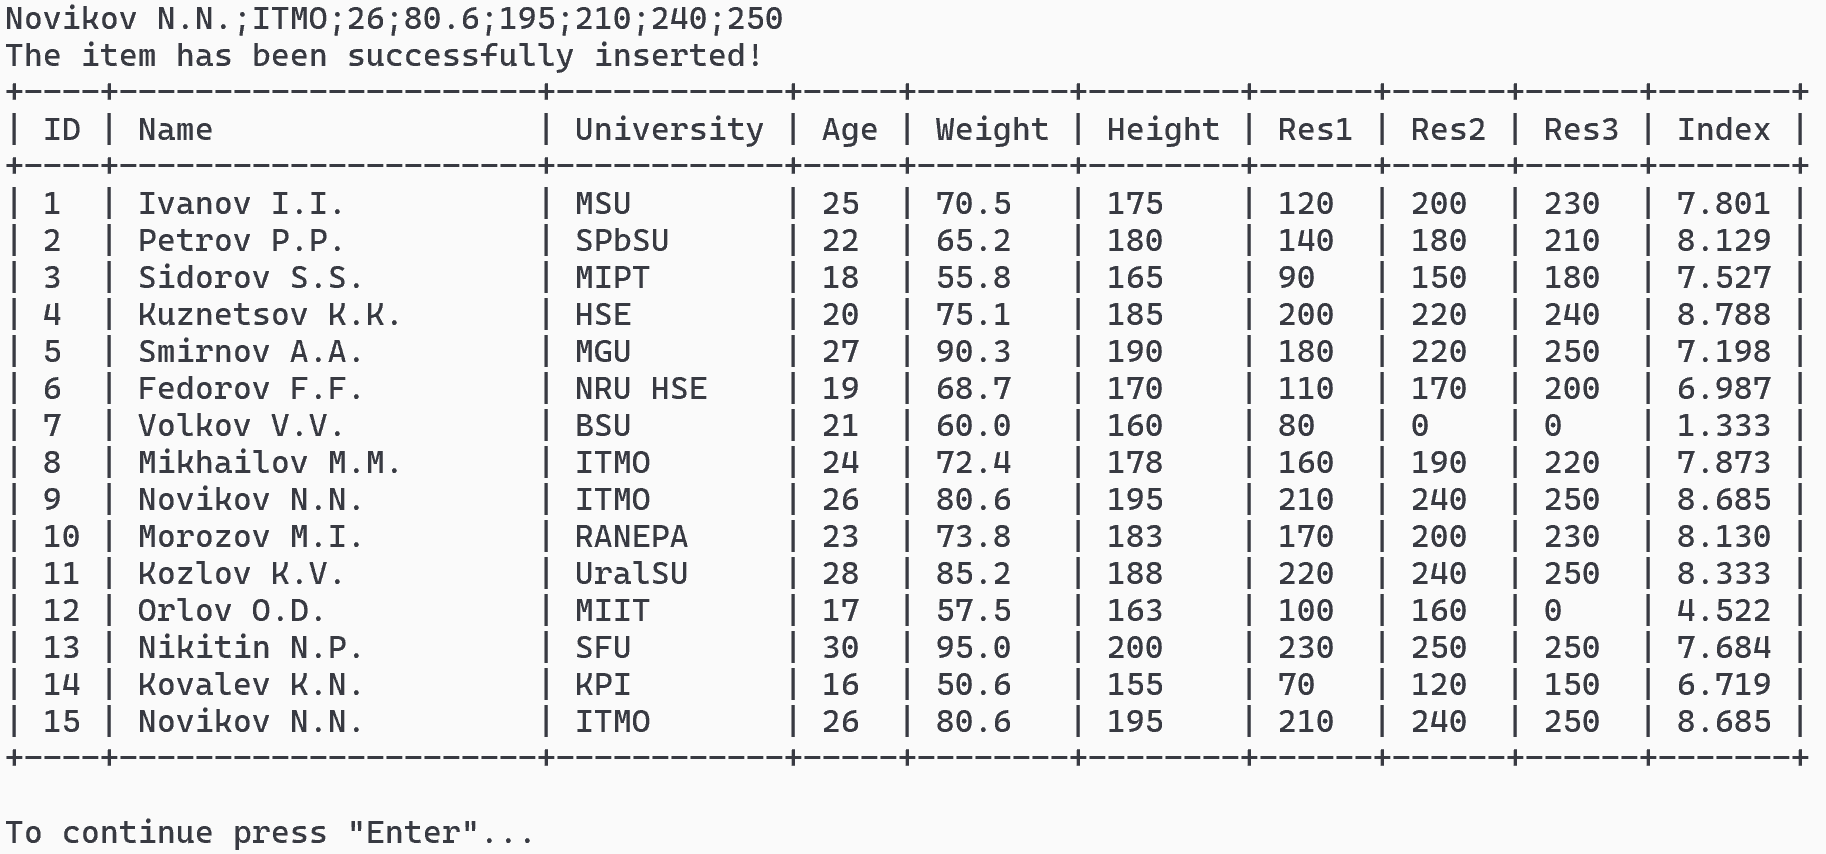 Novikov N.N.;ITMO;26;80.6;195;210;240;250
The item has been successfully inserted!
+----+----------------------+------------+-----+--------+--------+------+------+------+-------+
| ID | Name                 | University | Age | Weight | Height | Res1 | Res2 | Res3 | Index |
+----+----------------------+------------+-----+--------+--------+------+------+------+-------+
| 1  | Ivanov I.I.          | MSU        | 25  | 70.5   | 175    | 120  | 200  | 230  | 7.801 |
| 2  | Petrov P.P.          | SPbSU      | 22  | 65.2   | 180    | 140  | 180  | 210  | 8.129 |
| 3  | Sidorov S.S.         | MIPT       | 18  | 55.8   | 165    | 90   | 150  | 180  | 7.527 |
| 4  | Kuznetsov K.K.       | HSE        | 20  | 75.1   | 185    | 200  | 220  | 240  | 8.788 |
| 5  | Smirnov A.A.         | MGU        | 27  | 90.3   | 190    | 180  | 220  | 250  | 7.198 |
| 6  | Fedorov F.F.         | NRU HSE    | 19  | 68.7   | 170    | 110  | 170  | 200  | 6.987 |
| 7  | Volkov V.V.          | BSU        | 21  | 60.0   | 160    | 80   | 0    | 0    | 1.333 |
| 8  | Mikhailov M.M.       | ITMO       | 24  | 72.4   | 178    | 160  | 190  | 220  | 7.873 |
| 9  | Novikov N.N.         | ITMO       | 26  | 80.6   | 195    | 210  | 240  | 250  | 8.685 |
| 10 | Morozov M.I.         | RANEPA     | 23  | 73.8   | 183    | 170  | 200  | 230  | 8.130 |
| 11 | Kozlov K.V.          | UralSU     | 28  | 85.2   | 188    | 220  | 240  | 250  | 8.333 |
| 12 | Orlov O.D.           | MIIT       | 17  | 57.5   | 163    | 100  | 160  | 0    | 4.522 |
| 13 | Nikitin N.P.         | SFU        | 30  | 95.0   | 200    | 230  | 250  | 250  | 7.684 |
| 14 | Kovalev K.N.         | KPI        | 16  | 50.6   | 155    | 70   | 120  | 150  | 6.719 |
| 15 | Novikov N.N.         | ITMO       | 26  | 80.6   | 195    | 210  | 240  | 250  | 8.685 |
+----+----------------------+------------+-----+--------+--------+------+------+------+-------+
To continue press "Enter"...